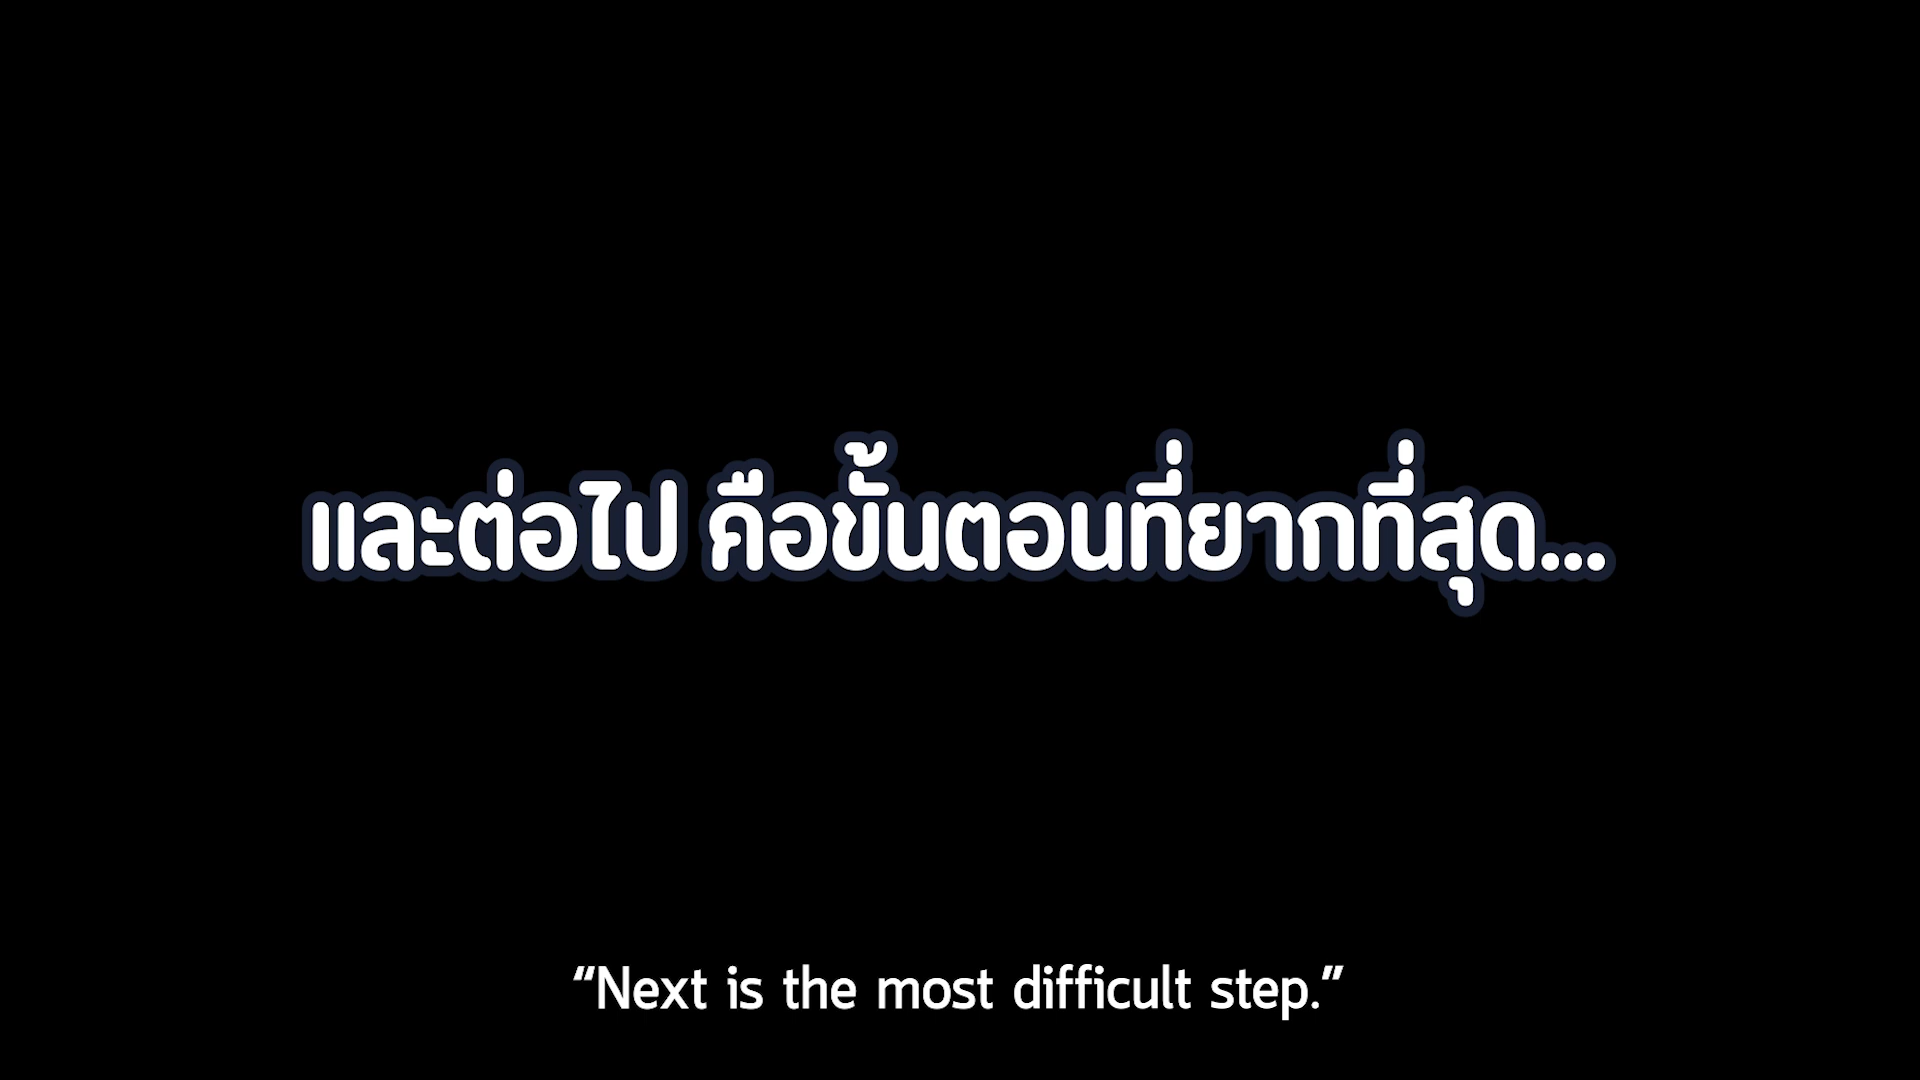 และต่อไป คือขั้นตอนที่ยากที่สุด...
“Next is the most difficult step.”